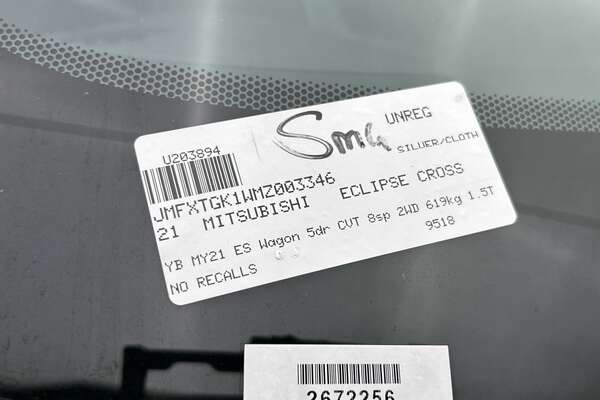 U203894
Smg
UNREG
SILVER/CLOTH
JMFXTGK1WMZ003346
21 MITSUBISHI ECLIPSE CROSS
YB MY21 ES Wagon 5dr CVT 8sp 2WD 619kg 1.5T
NO RECALLS
9518
2672256